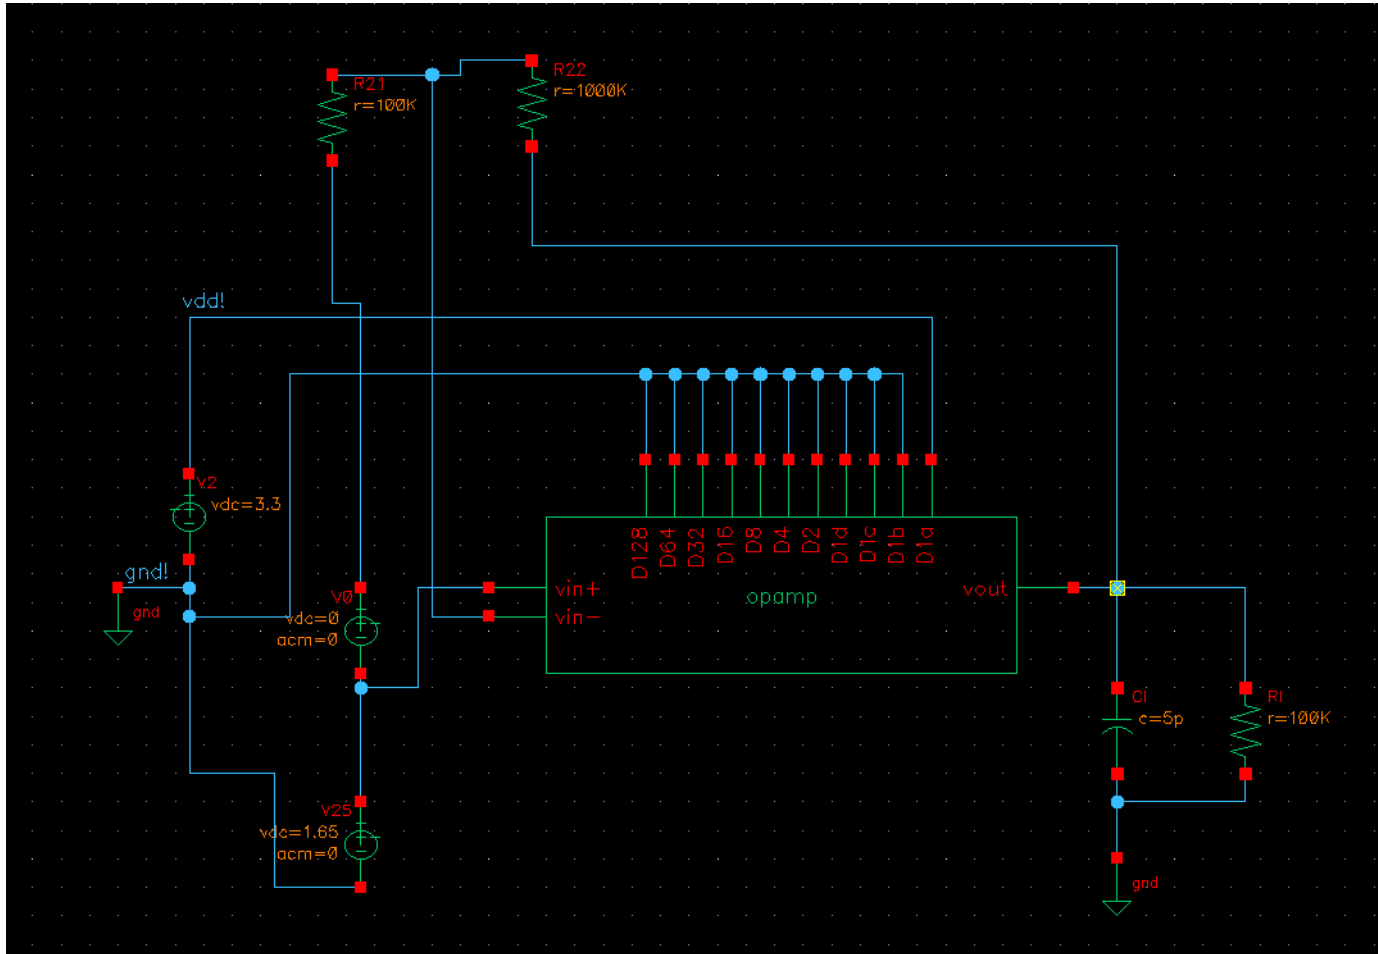 R21
r=100K
R22
r=1000K
vdd!
V2
vdc=3.3
gnd!
gnd
V0
vdc=0
acm=0
D128
D64
D32
D16
D8
D4
D2
D1d
D1c
D1b
D1a
vin+
vin-
opamp
vout
Cl
c=5p
Rl
r=100K
V25
vdc=1.65
acm=0
gnd